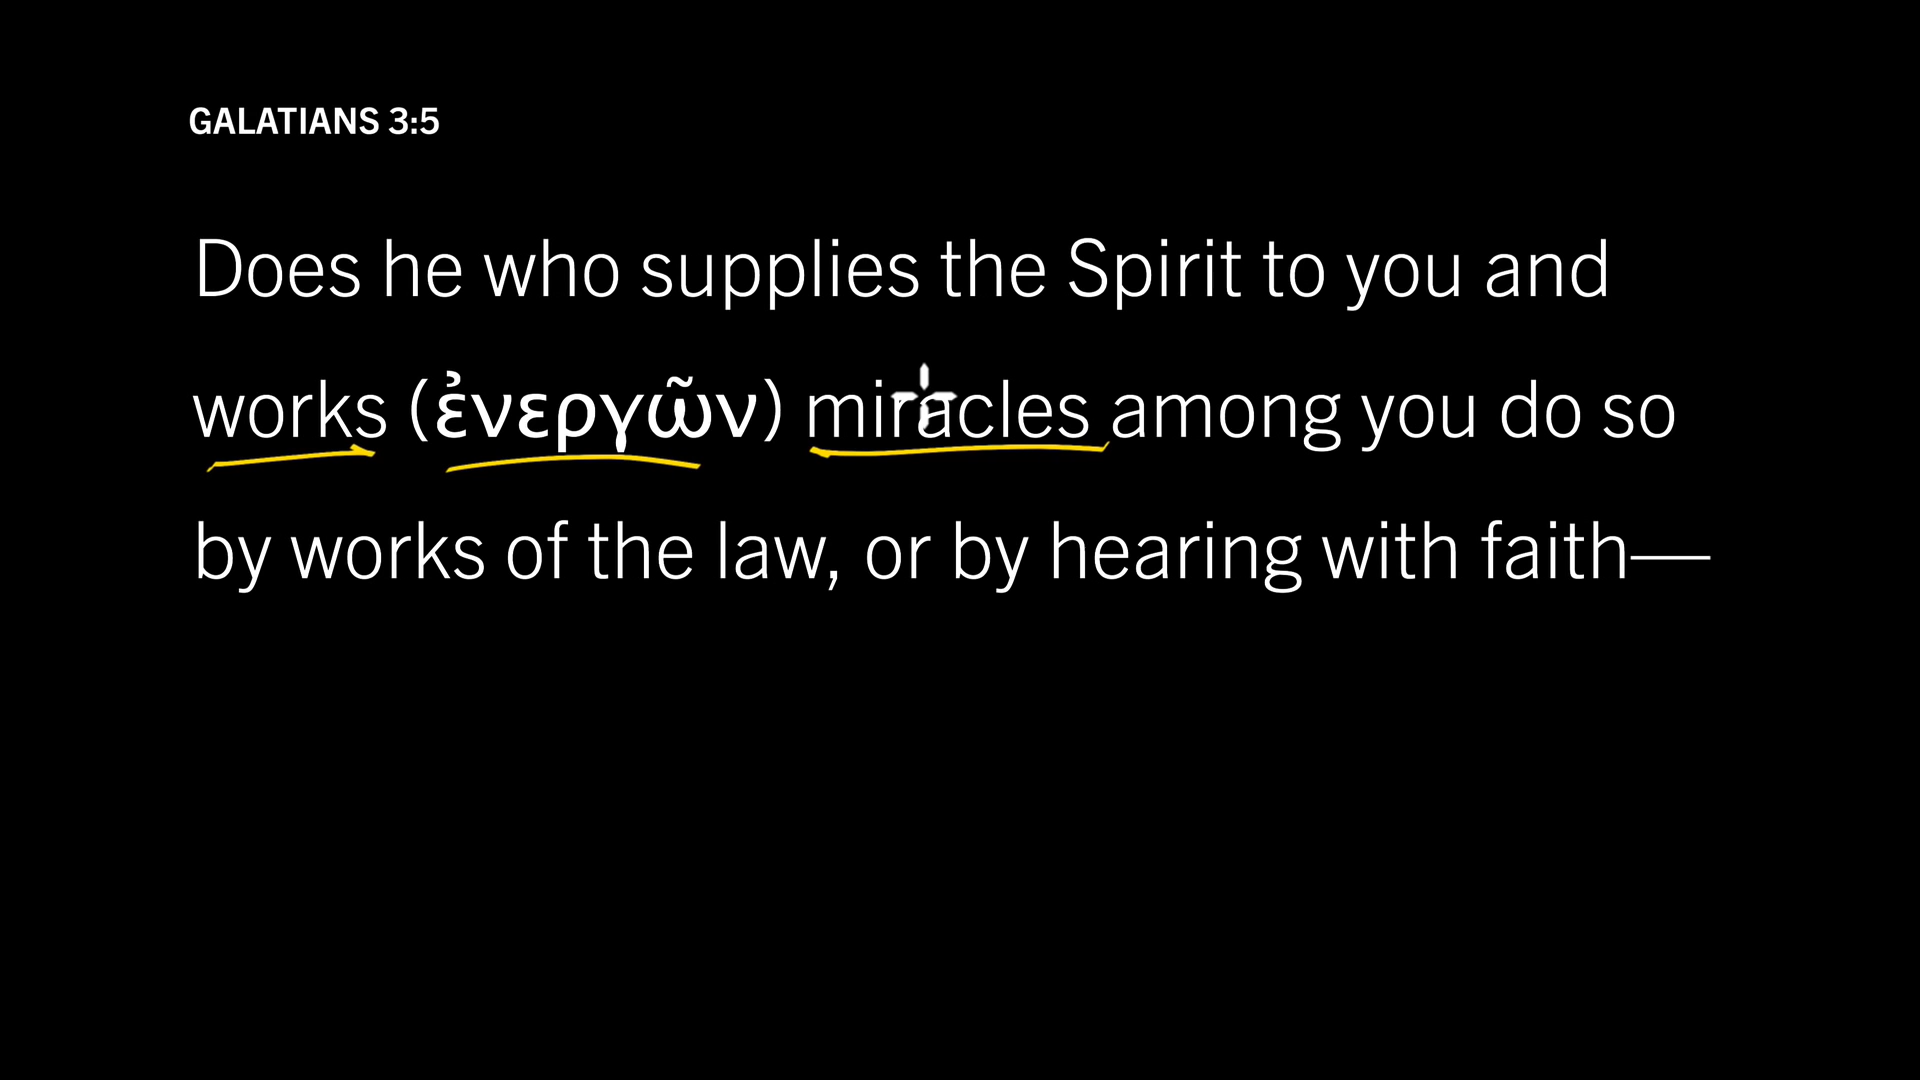 GALATIANS 3:5
Does he who supplies the Spirit to you and
works (ἐνεργῶν) miracles among you do so
by works of the law, or by hearing with faith—